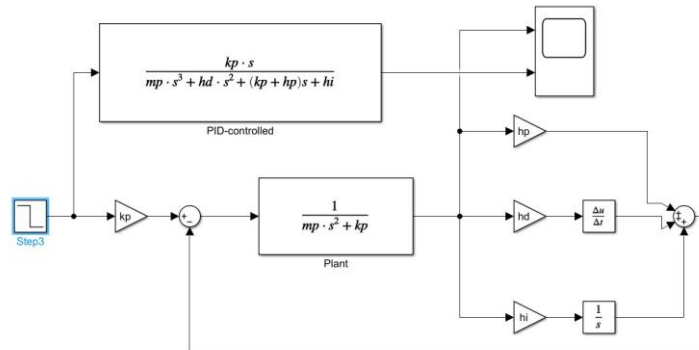 kp · s
mp · s³ + hd · s² + (kp + hp)s + hi
PID-controlled
hp
Step3
kp
+
−
1
mp · s² + kp
Plant
hd
Δu
Δt
+
+
+
hi
1
s